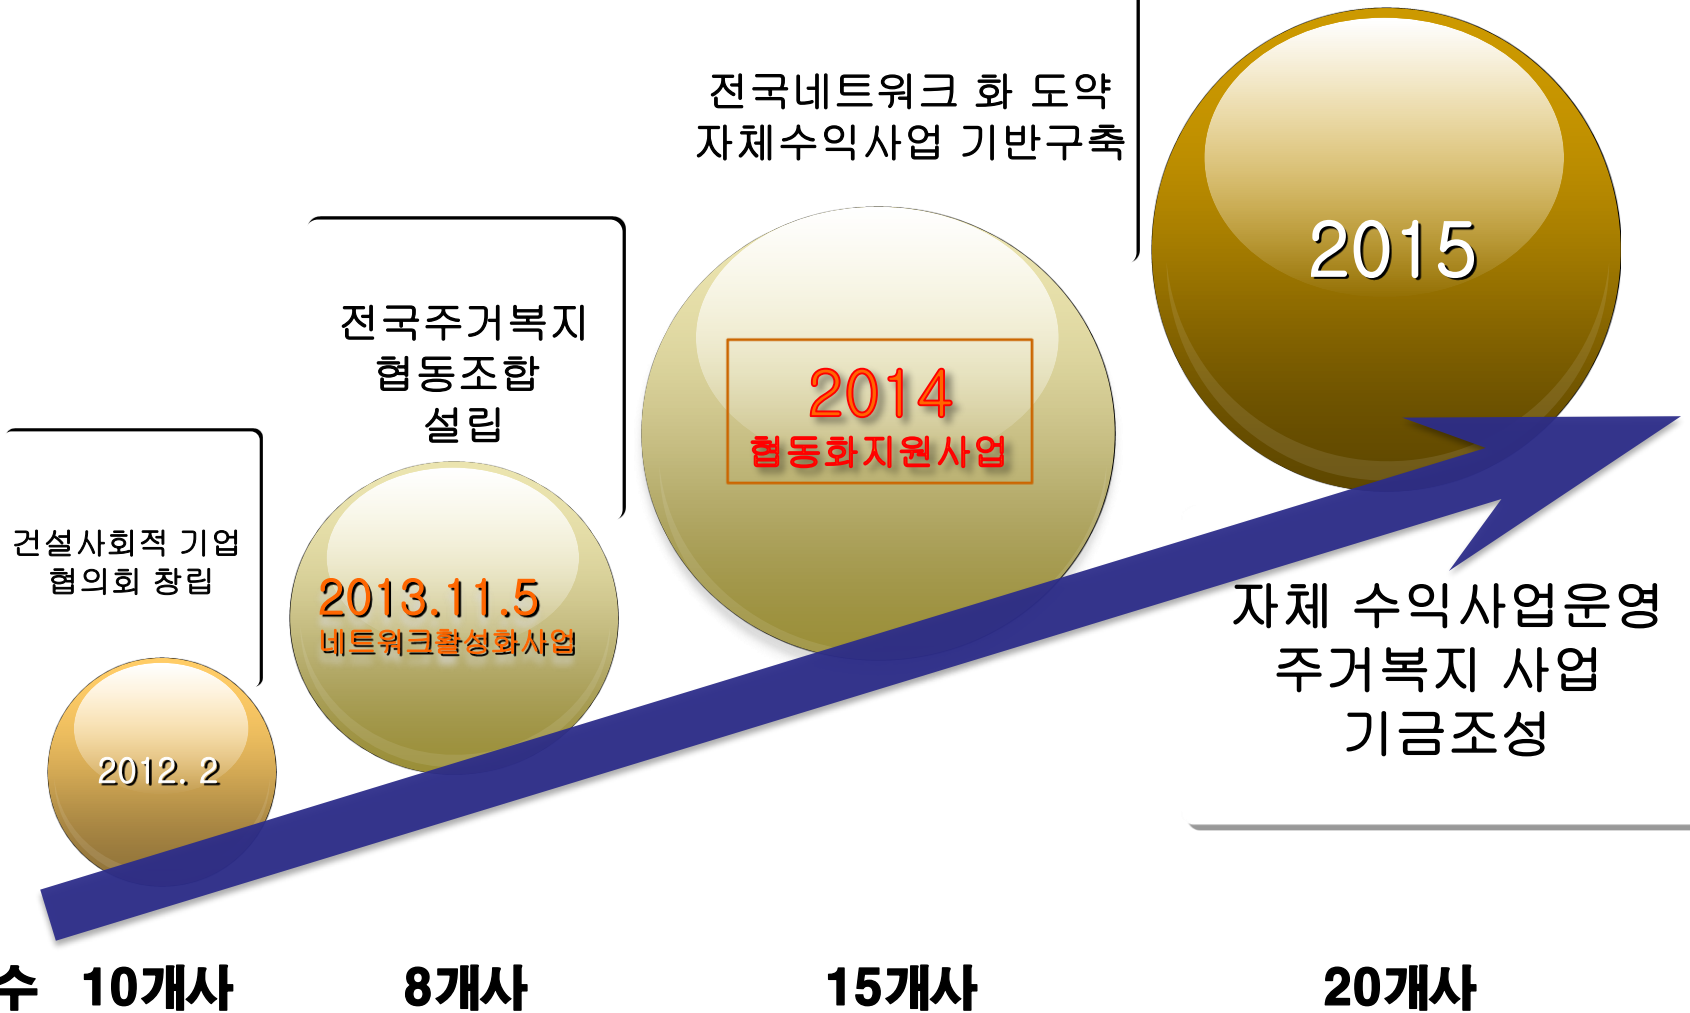 전국네트워크 화 도약
자체수익사업 기반구축
2015
전국주거복지
협동조합
설립
2014
협동화지원사업
건설사회적 기업
협의회 창립
2013.11.5
네트워크활성화사업
2012. 2
자체 수익사업운영
주거복지 사업
기금조성
수 10개사 8개사 15개사 20개사